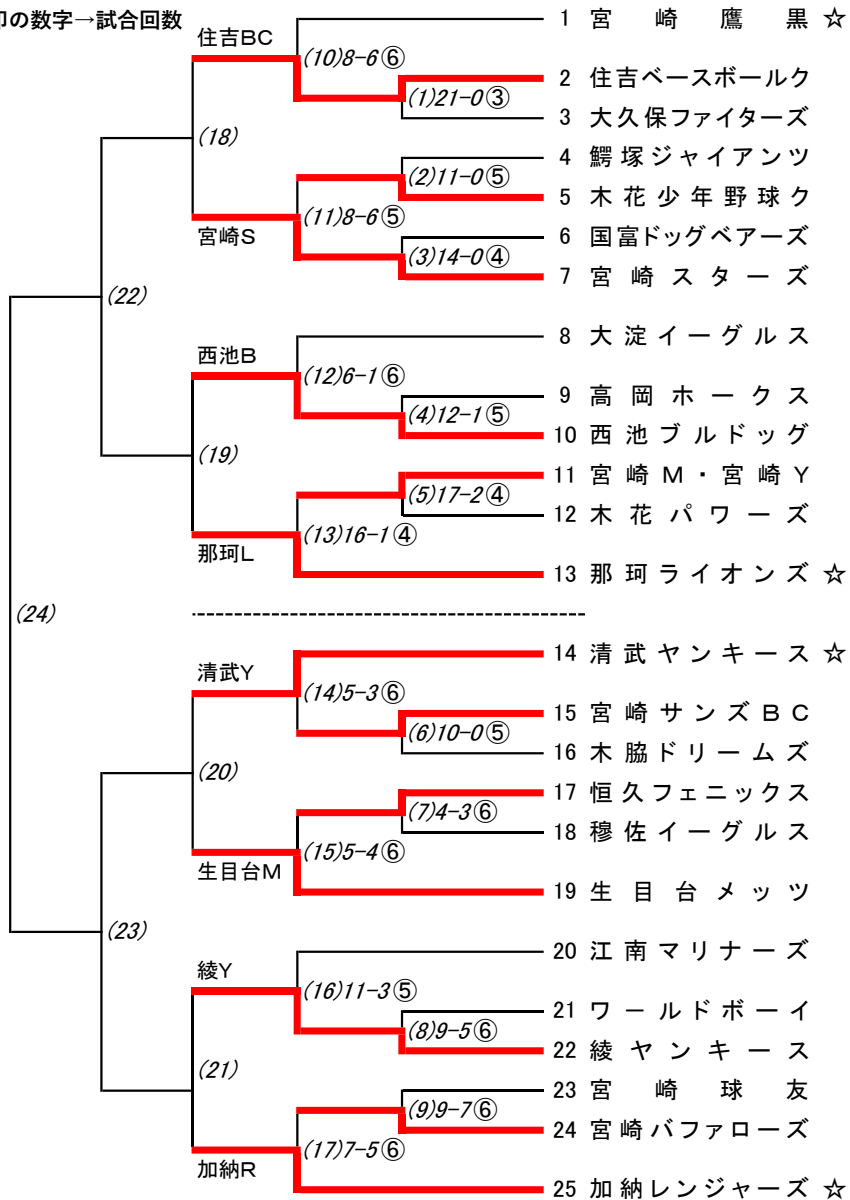 印の数字→試合回数
1 宮崎鷹黒 ☆
住吉BC
(10)8-6⑥
2 住吉ベースボールク
(1)21-0③
3 大久保ファイターズ
(18)
4 鰐塚ジャイアンツ
(2)11-0⑤
5 木花少年野球ク
(11)8-6⑤
宮崎S
6 国富ドッグベアーズ
(3)14-0④
7 宮崎スターズ
(22)
8 大淀イーグルス
西池B
(12)6-1⑥
9 高岡ホークス
(4)12-1⑤
10 西池ブルドッグ
(19)
11 宮崎M・宮崎Y
(5)17-2④
12 木花パワーズ
(13)16-1④
那珂L
13 那珂ライオンズ ☆
(24)
14 清武ヤンキース ☆
清武Y
(14)5-3⑥
15 宮崎サンズBC
(6)10-0⑤
16 木脇ドリームズ
(20)
17 恒久フェニックス
(7)4-3⑥
18 穆佐イーグルス
(15)5-4⑥
生目台M
19 生目台メッツ
(23)
20 江南マリナーズ
綾Y
(16)11-3⑤
21 ワールドボーイ
(8)9-5⑥
22 綾ヤンキース
(21)
23 宮崎球友
(9)9-7⑥
24 宮崎バファローズ
(17)7-5⑥
加納R
25 加納レンジャーズ ☆